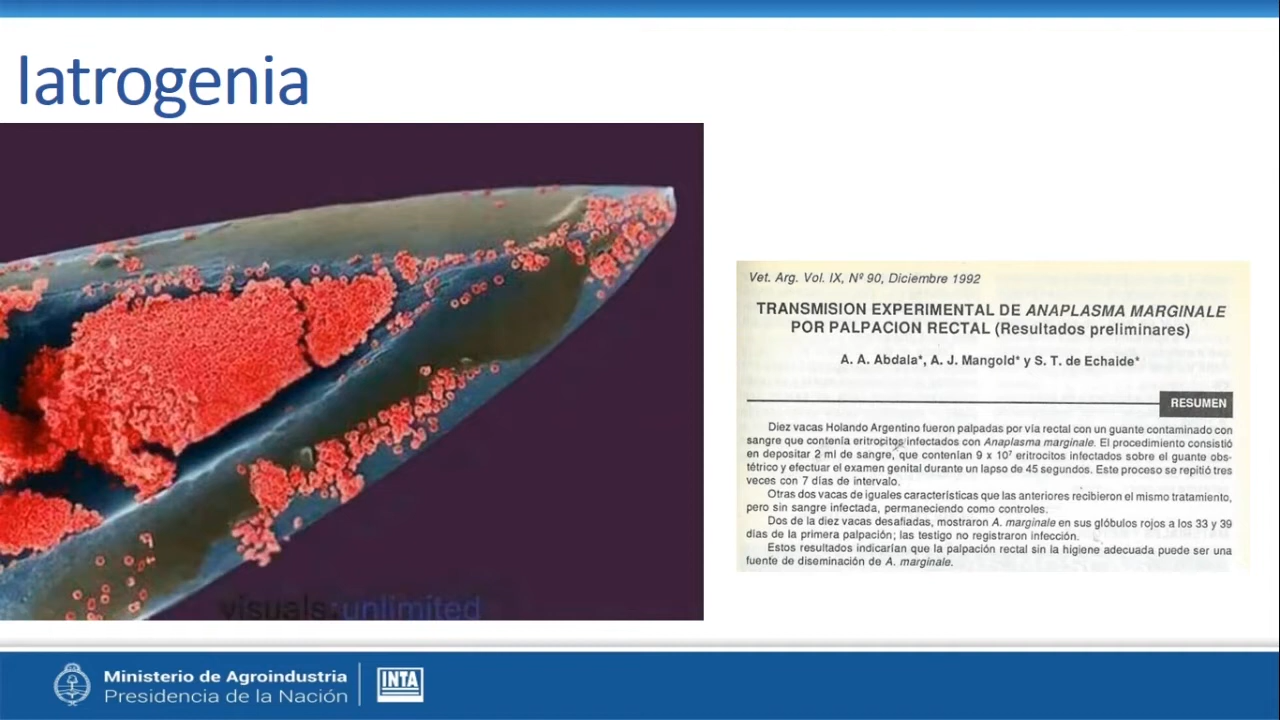 Iatrogenia
visuals unlimited
Vet. Arg. Vol. IX, Nº 90, Diciembre 1992
TRANSMISION EXPERIMENTAL DE ANAPLASMA MARGINALE
POR PALPACION RECTAL (Resultados preliminares)
A. A. Abdala*, A. J. Mangold* y S. T. de Echaide*
RESUMEN
Diez vacas Holando Argentino fueron palpadas por vía rectal con un guante contaminado con
sangre que contenía eritrocitos infectados con Anaplasma marginale. El procedimiento consistió
en depositar 2 ml de sangre, que contenían 9 x 10⁷ eritrocitos infectados sobre el guante obs-
tétrico y efectuar el examen genital durante un lapso de 45 segundos. Este proceso se repitió tres
veces con 7 días de intervalo.
Otras dos vacas de iguales características que las anteriores recibieron el mismo tratamiento,
pero sin sangre infectada, permaneciendo como controles.
Dos de la diez vacas desafiadas, mostraron A. marginale en sus glóbulos rojos a los 33 y 39
días de la primera palpación; las testigo no registraron infección.
Estos resultados indicarían que la palpación rectal sin la higiene adecuada puede ser una
fuente de diseminación de A. marginale.
Ministerio de Agroindustria
Presidencia de la Nación
INTA